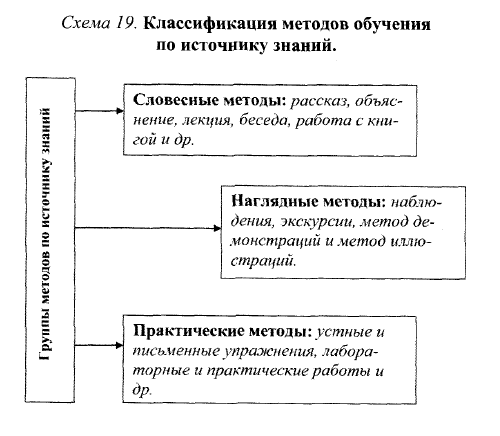 Схема 19. Классификация методов обучения
по источнику знаний.
Группы методов по источнику знаний
Словесные методы: рассказ, объяс-
нение, лекция, беседа, работа с кни-
гой и др.
Наглядные методы: наблю-
дения, экскурсии, метод де-
монстраций и метод иллю-
страций.
Практические методы: устные и
письменные упражнения, лабора-
торные и практические работы и
др.